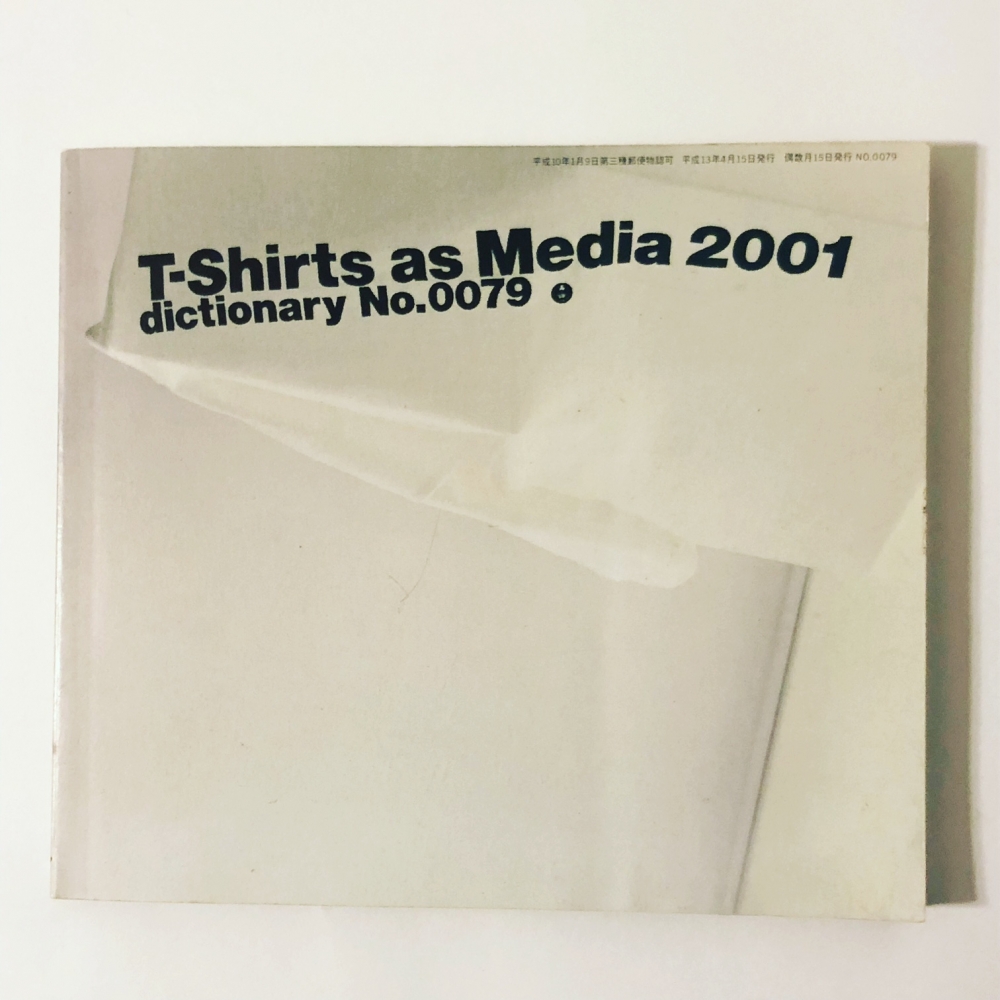 平成10年1月9日第三種郵便物認可 平成13年4月15日発行 偶数月15日発行 NO.0079
T-Shirts as Media 2001
dictionary No.0079